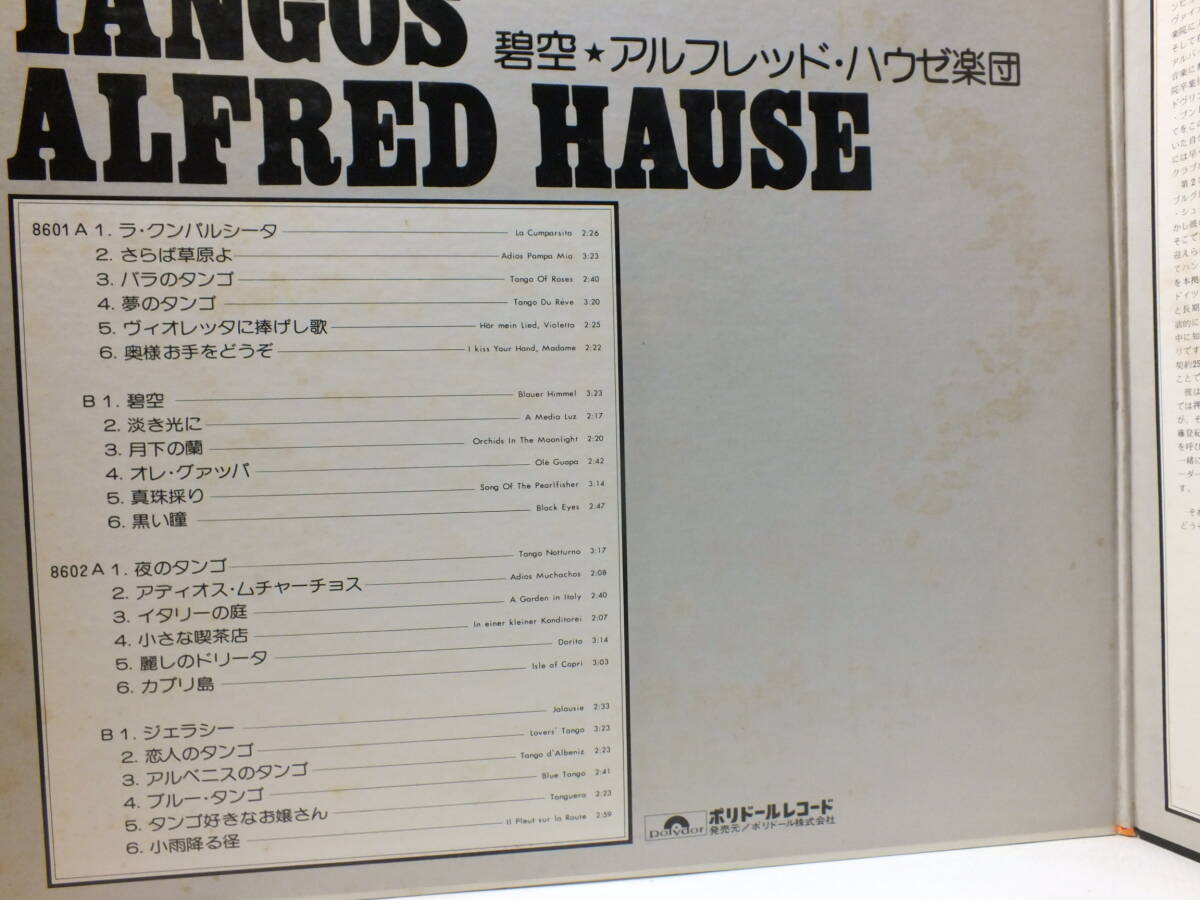 TANGOS
碧空★アルフレッド・ハウゼ楽団
ALFRED HAUSE
8601 A 1. ラ・クンパルシータ La Cumparsita 2:26
2. さらば草原よ Adios Pampa Mia 3:23
3. バラのタンゴ Tango Of Roses 2:40
4. 夢のタンゴ Tango Du Rêve 3:20
5. ヴィオレッタに捧げし歌 Hör mein Lied, Violetta 2:25
6. 奥様お手をどうぞ I kiss Your Hand, Madame 2:22
B 1. 碧空 Blauer Himmel 3:23
2. 淡き光に A Media Luz 2:17
3. 月下の蘭 Orchids In The Moonlight 2:20
4. オレ・グァッパ Olè Guapa 2:42
5. 真珠採り Song Of The Pearlfisher 3:14
6. 黒い瞳 Black Eyes 2:47
8602 A 1. 夜のタンゴ Tango Notturno 3:17
2. アディオス・ムチャーチョス Adios Muchachos 2:08
3. イタリーの庭 A Garden in Italy 2:40
4. 小さな喫茶店 In einer kleiner Konditorei 2:07
5. 麗しのドリータ Dorita 3:14
6. カプリ島 Isle of Capri 3:03
B 1. ジェラシー Jalousie 2:33
2. 恋人のタンゴ Lovers' Tango 3:23
3. アルベニスのタンゴ Tango d'Albeniz 2:23
4. ブルー・タンゴ Blue Tango 2:41
5. タンゴ好きなお嬢さん Tanguera 2:23
6. 小雨降る径 Il Pleut sur la Route 2:59
polydor ポリドールレコード
発売元/ポリドール株式会社